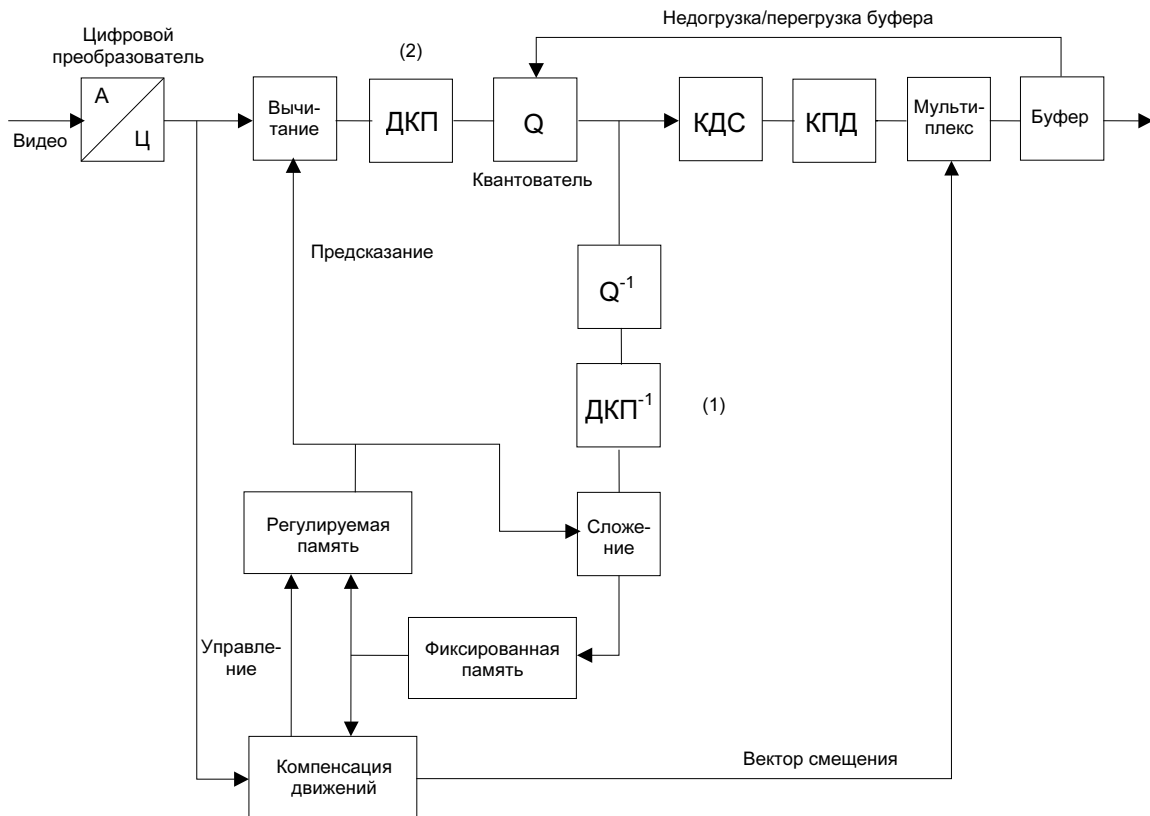 Недогрузка/перегрузка буфера
Цифровой
преобразователь
(2)
А
Ц
Видео
Вычи-
тание
ДКП
Q
Квантователь
КДС
КПД
Мульти-
плекс
Буфер
Предсказание
Q-1
ДКП-1
(1)
Регулируемая
память
Сложе-
ние
Управле-
ние
Фиксированная
память
Компенсация
движений
Вектор смещения